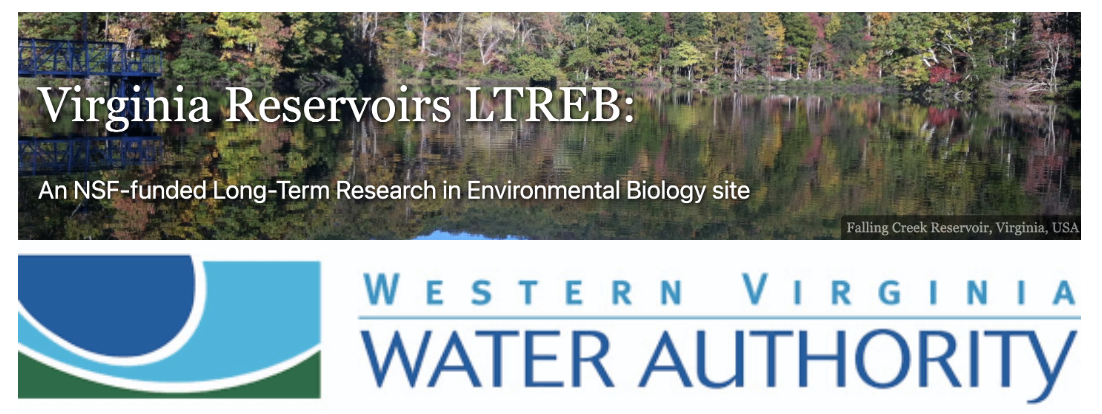 Virginia Reservoirs LTREB:
An NSF-funded Long-Term Research in Environmental Biology site
Falling Creek Reservoir, Virginia, USA
WESTERN VIRGINIA
WATER AUTHORITY